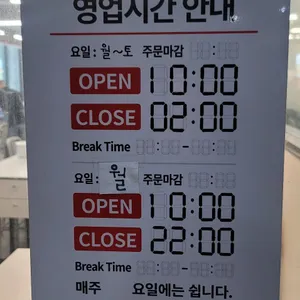 영업시간 안내
요일 : 월~토 주문마감
OPEN 10:00
CLOSE 02:00
Break Time
요일 : 월 주문마감
OPEN 10:00
CLOSE 22:00
Break Time
매주 요일에는 쉽니다.